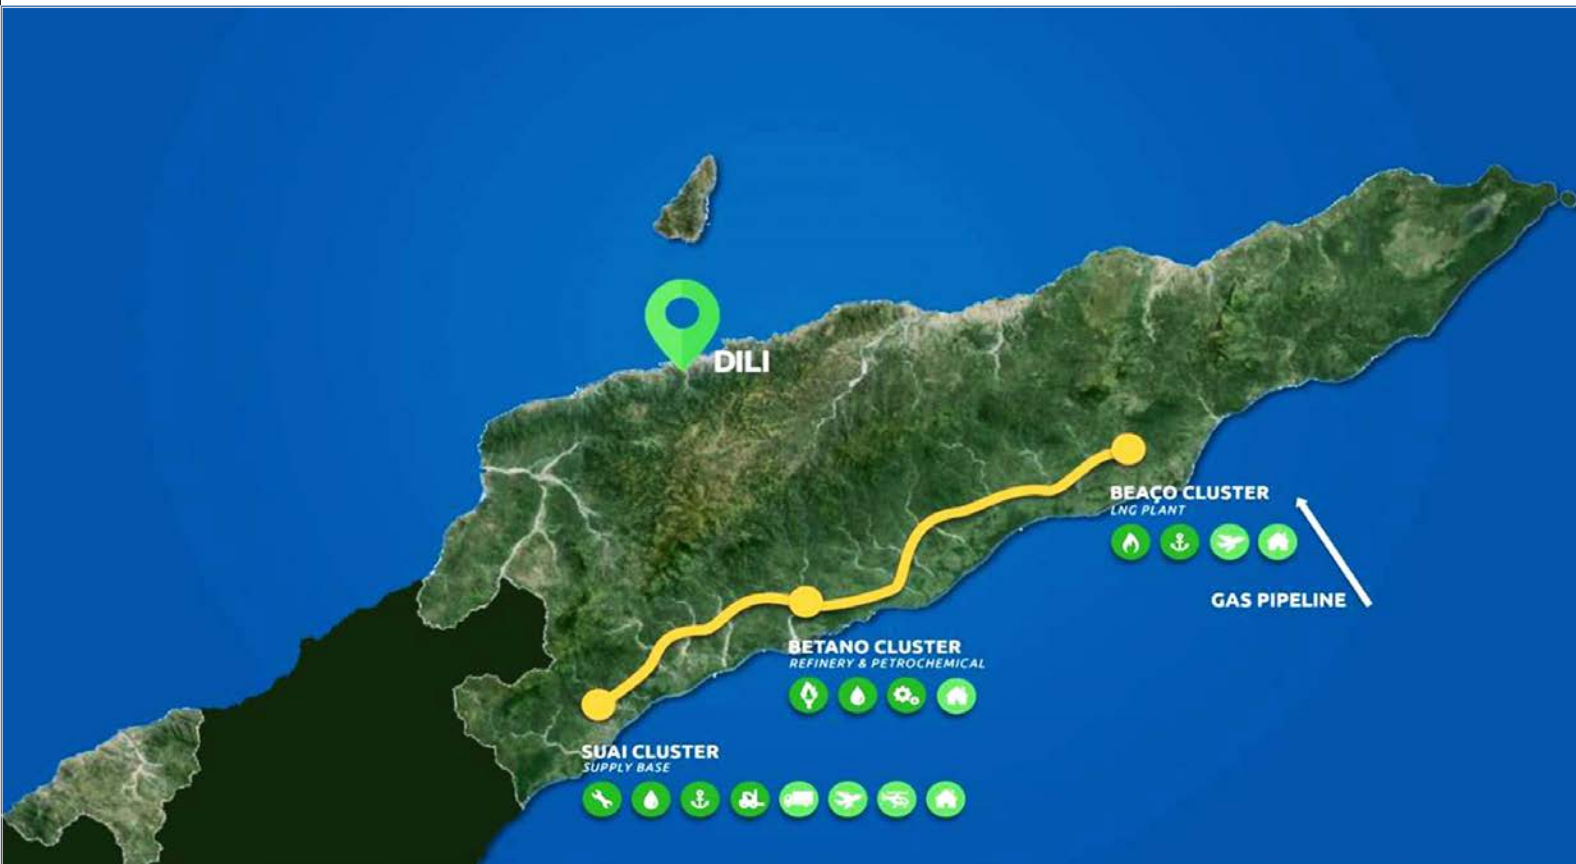 DILI
BEAÇO CLUSTER
LNG PLANT
GAS PIPELINE
BETANO CLUSTER
REFINERY & PETROCHEMICAL
SUAI CLUSTER
SUPPLY BASE